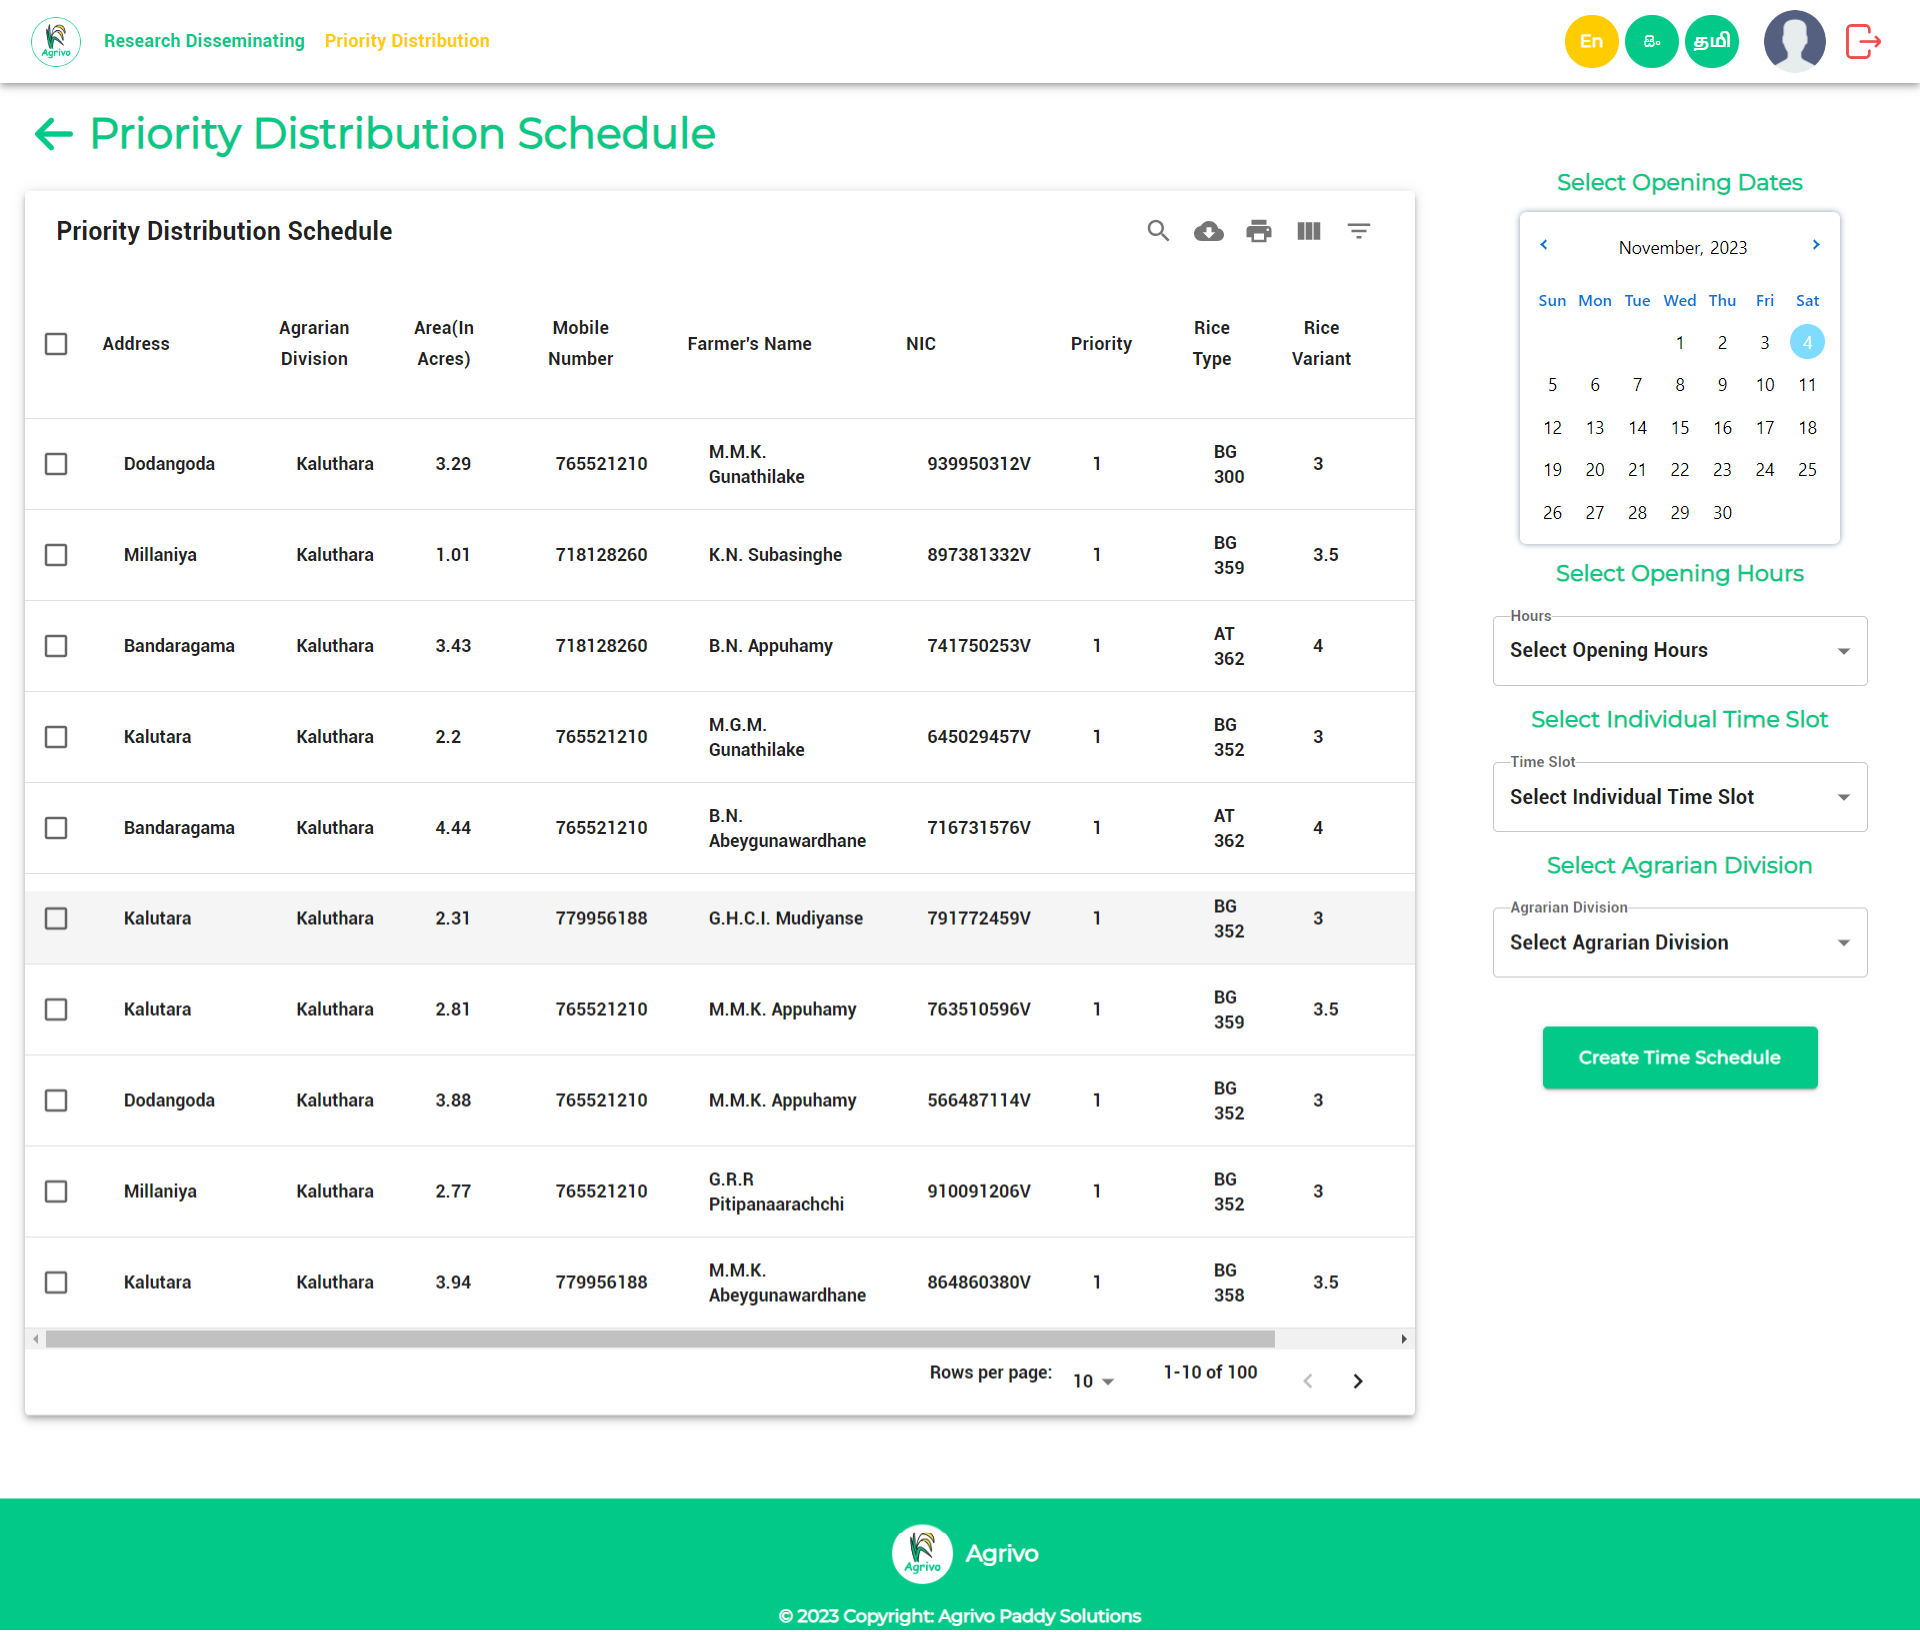 Agrivo
Research Disseminating
Priority Distribution
En
සිං
தமி
Priority Distribution Schedule
Priority Distribution Schedule
Address
Agrarian
Division
Area(In
Acres)
Mobile
Number
Farmer's Name
NIC
Priority
Rice
Type
Rice
Variant
Dodangoda Kaluthara 3.29 765521210 M.M.K. Gunathilake 939950312V 1 BG 300 3
Millaniya Kaluthara 1.01 718128260 K.N. Subasinghe 897381332V 1 BG 359 3.5
Bandaragama Kaluthara 3.43 718128260 B.N. Appuhamy 741750253V 1 AT 362 4
Kalutara Kaluthara 2.2 765521210 M.G.M. Gunathilake 645029457V 1 BG 352 3
Bandaragama Kaluthara 4.44 765521210 B.N. Abeygunawardhane 716731576V 1 AT 362 4
Kalutara Kaluthara 2.31 779956188 G.H.C.I. Mudiyanse 791772459V 1 BG 352 3
Kalutara Kaluthara 2.81 765521210 M.M.K. Appuhamy 763510596V 1 BG 359 3.5
Dodangoda Kaluthara 3.88 765521210 M.M.K. Appuhamy 566487114V 1 BG 352 3
Millaniya Kaluthara 2.77 765521210 G.R.R Pitipanaarachchi 910091206V 1 BG 352 3
Kalutara Kaluthara 3.94 779956188 M.M.K. Abeygunawardhane 864860380V 1 BG 358 3.5
Rows per page: 10 1-10 of 100
Select Opening Dates
November, 2023
Sun Mon Tue Wed Thu Fri Sat
1 2 3 4
5 6 7 8 9 10 11
12 13 14 15 16 17 18
19 20 21 22 23 24 25
26 27 28 29 30
Select Opening Hours
Hours
Select Opening Hours
Select Individual Time Slot
Time Slot
Select Individual Time Slot
Select Agrarian Division
Agrarian Division
Select Agrarian Division
Create Time Schedule
Agrivo
Agrivo
© 2023 Copyright: Agrivo Paddy Solutions